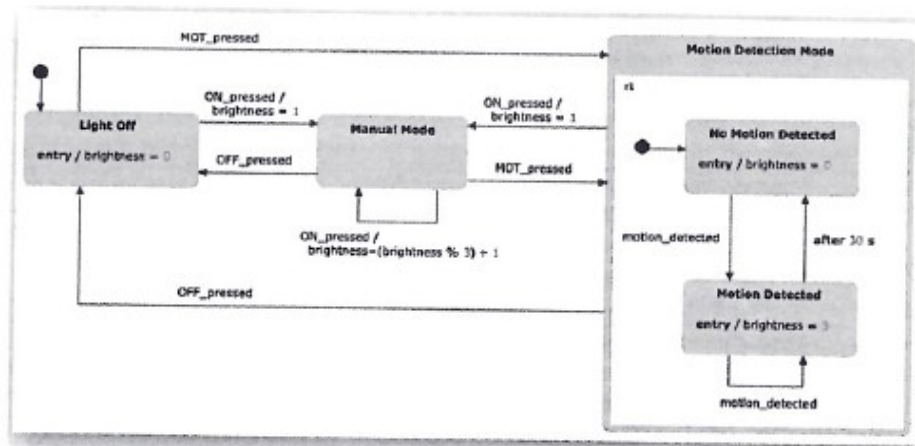 MOT_pressed
Motion Detection Mode
r1
ON_pressed /
brightness = 1
ON_pressed /
brightness = 1
Light Off
Manual Mode
No Motion Detected
entry / brightness = 0
OFF_pressed
MOT_pressed
entry / brightness = 0
motion_detected
after 30 s
ON_pressed /
brightness=(brightness % 3) + 1
OFF_pressed
Motion Detected
entry / brightness = 3
motion_detected